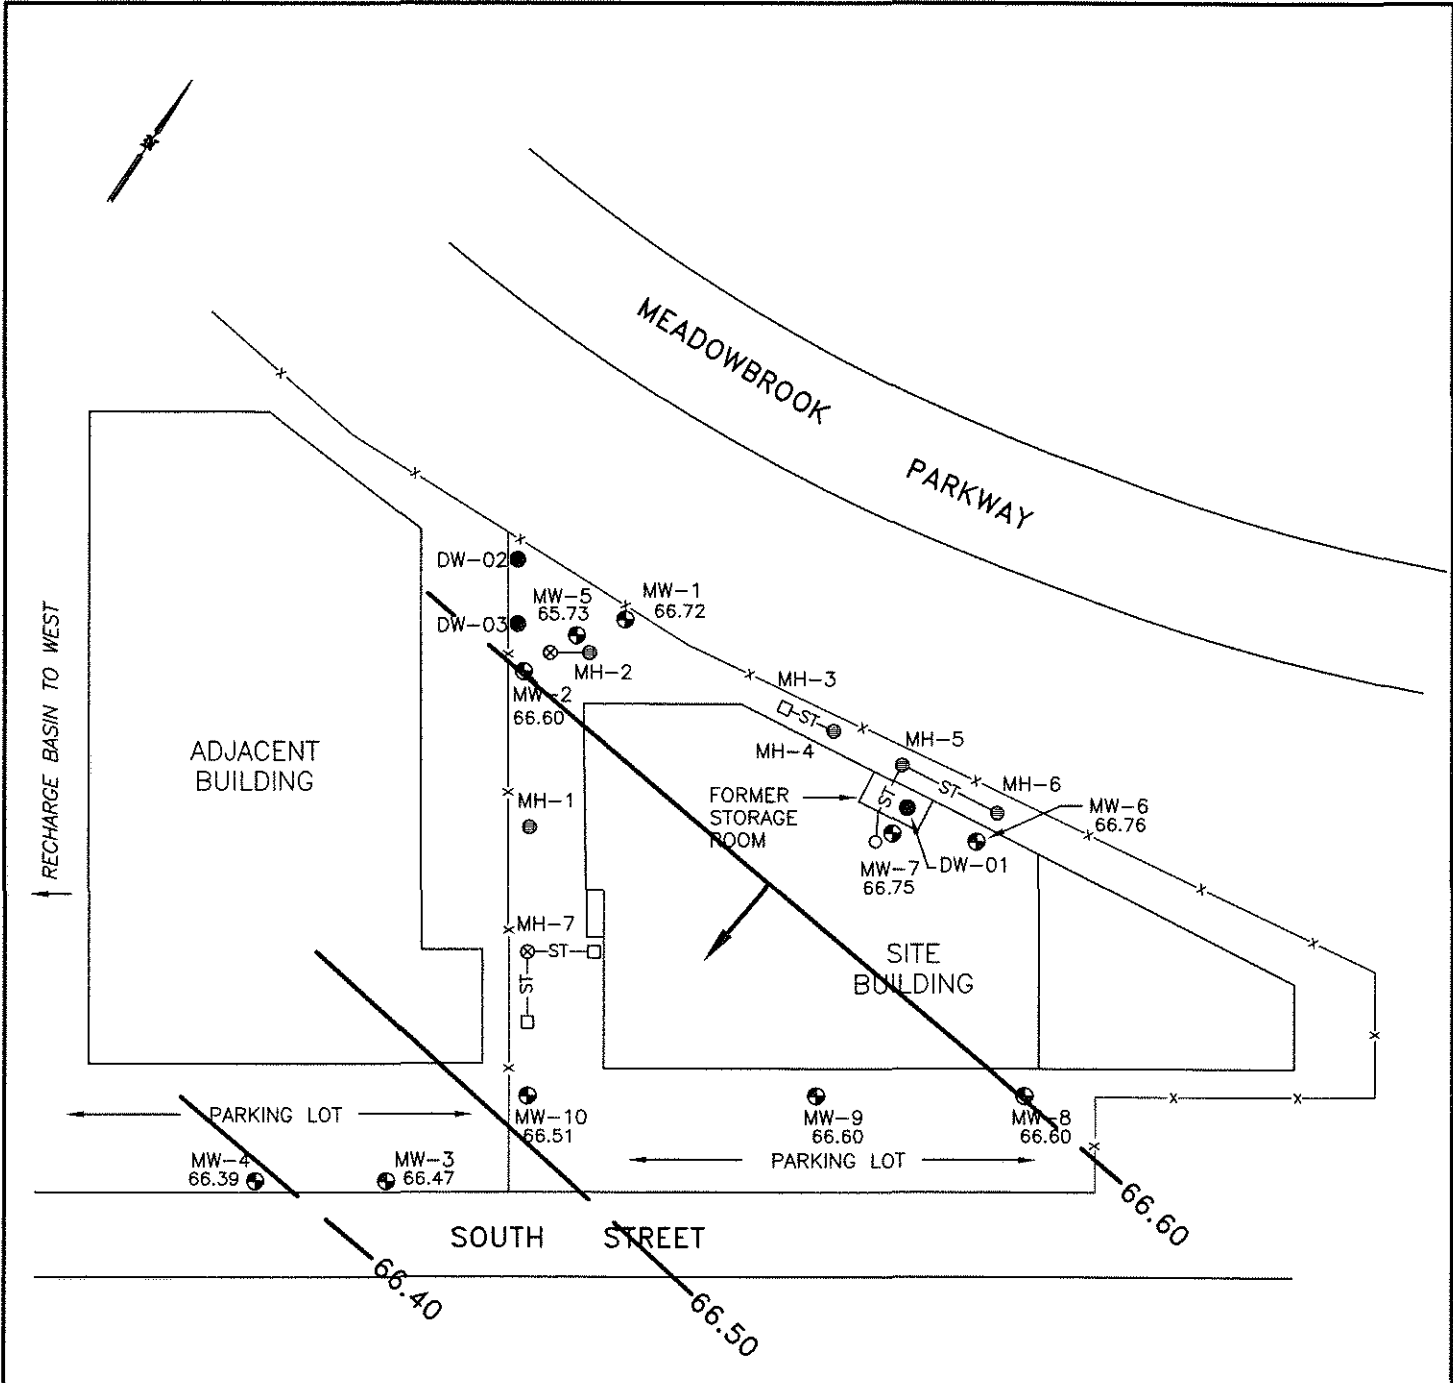 N
MEADOWBROOK
PARKWAY
DW-02
MW-5
65.73
MW-1
66.72
DW-03
MH-2
MW-2
66.60
MH-3
ST
MH-4
MH-5
ST
ST
MH-6
MW-6
66.76
FORMER
STORAGE
ROOM
MW-7
66.75
DW-01
ADJACENT
BUILDING
RECHARGE BASIN TO WEST
MH-1
MH-7
ST
ST
SITE
BUILDING
PARKING LOT
MW-10
66.51
MW-9
66.60
MW-8
66.60
MW-4
66.39
MW-3
66.47
PARKING LOT
SOUTH STREET
66.60
66.40
66.50